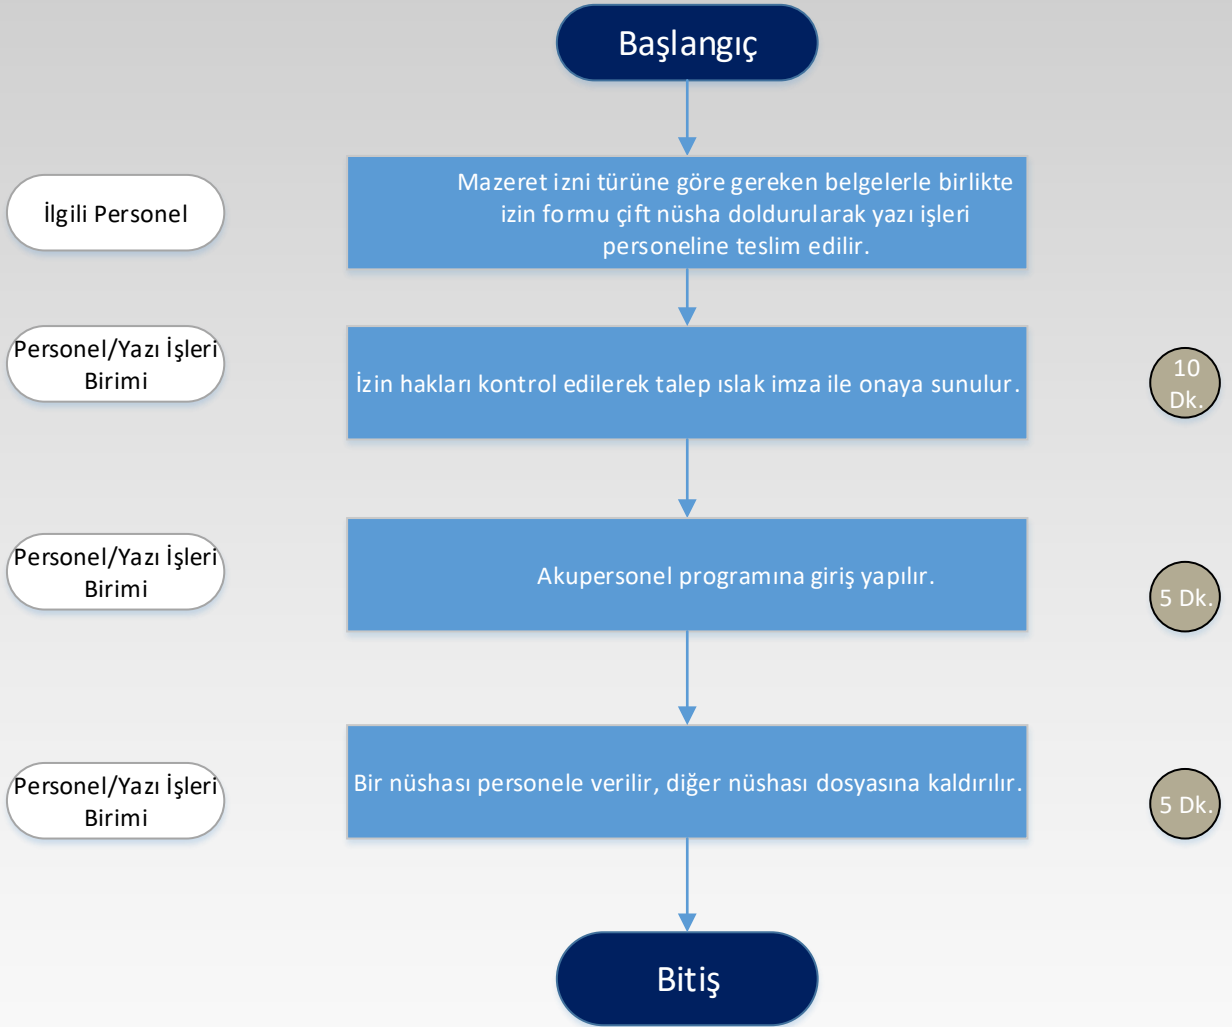 Başlangıç
İlgili Personel
Mazeret izni türüne göre gereken belgelerle birlikte
izin formu çift nüsha doldurularak yazı işleri
personeline teslim edilir.
Personel/Yazı İşleri
Birimi
İzin hakları kontrol edilerek talep ıslak imza ile onaya sunulur.
10
Dk.
Personel/Yazı İşleri
Birimi
Akupersonel programına giriş yapılır.
5 Dk.
Personel/Yazı İşleri
Birimi
Bir nüshası personele verilir, diğer nüshası dosyasına kaldırılır.
5 Dk.
Bitiş